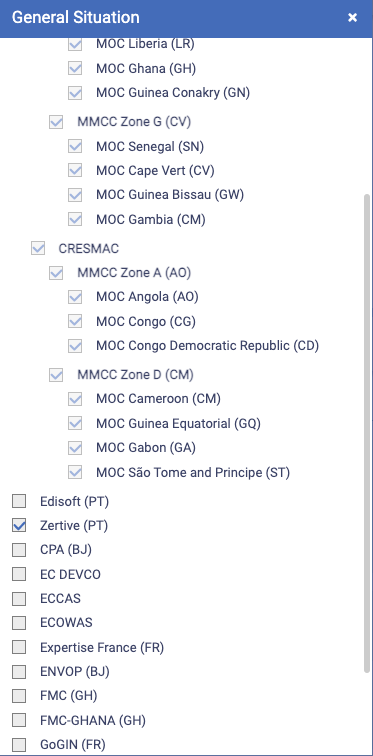 General Situation ×
MOC Liberia (LR)
MOC Ghana (GH)
MOC Guinea Conakry (GN)
MMCC Zone G (CV)
MOC Senegal (SN)
MOC Cape Vert (CV)
MOC Guinea Bissau (GW)
MOC Gambia (CM)
CRESMAC
MMCC Zone A (AO)
MOC Angola (AO)
MOC Congo (CG)
MOC Congo Democratic Republic (CD)
MMCC Zone D (CM)
MOC Cameroon (CM)
MOC Guinea Equatorial (GQ)
MOC Gabon (GA)
MOC São Tome and Principe (ST)
Edisoft (PT)
Zertive (PT)
CPA (BJ)
EC DEVCO
ECCAS
ECOWAS
Expertise France (FR)
ENVOP (BJ)
FMC (GH)
FMC-GHANA (GH)
GoGIN (FR)